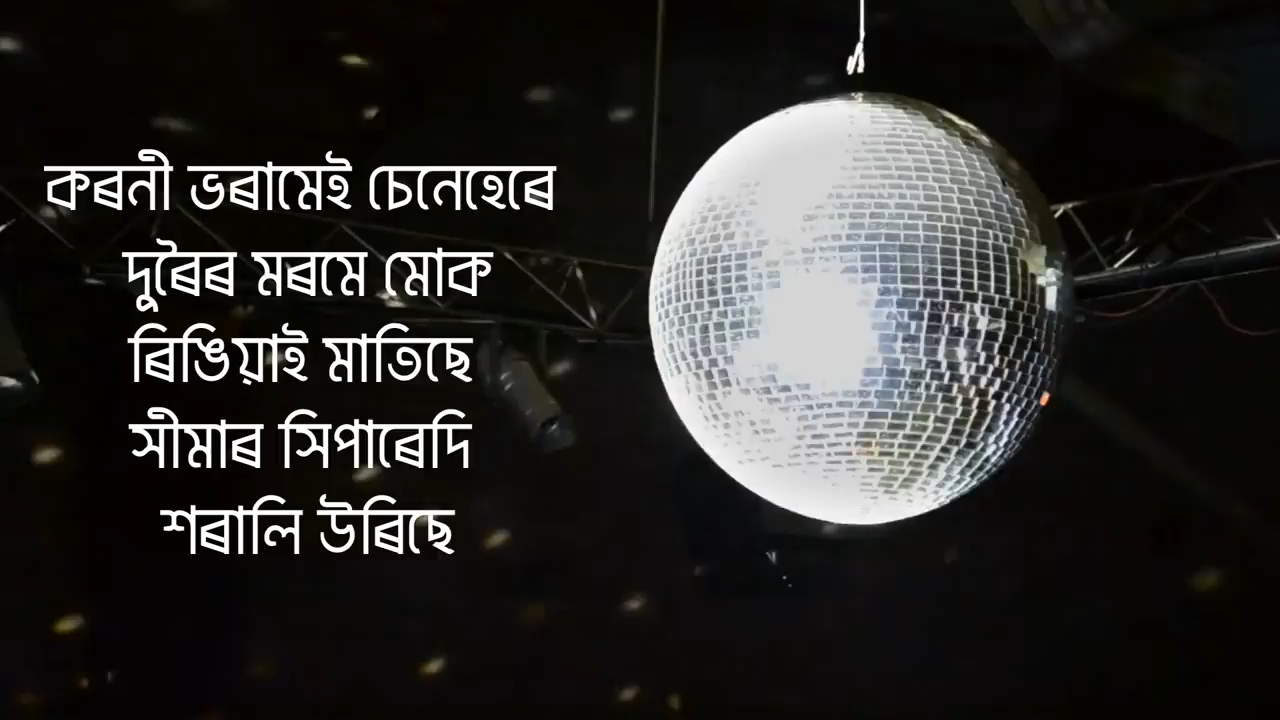 কৰনী ভৰামেই চেনেহেৰে
দুৰৈৰ মৰমে মোক
ৰিঙিয়াই মাতিছে
সীমাৰ সিপাৰেদি
শৰালি উৰিছে